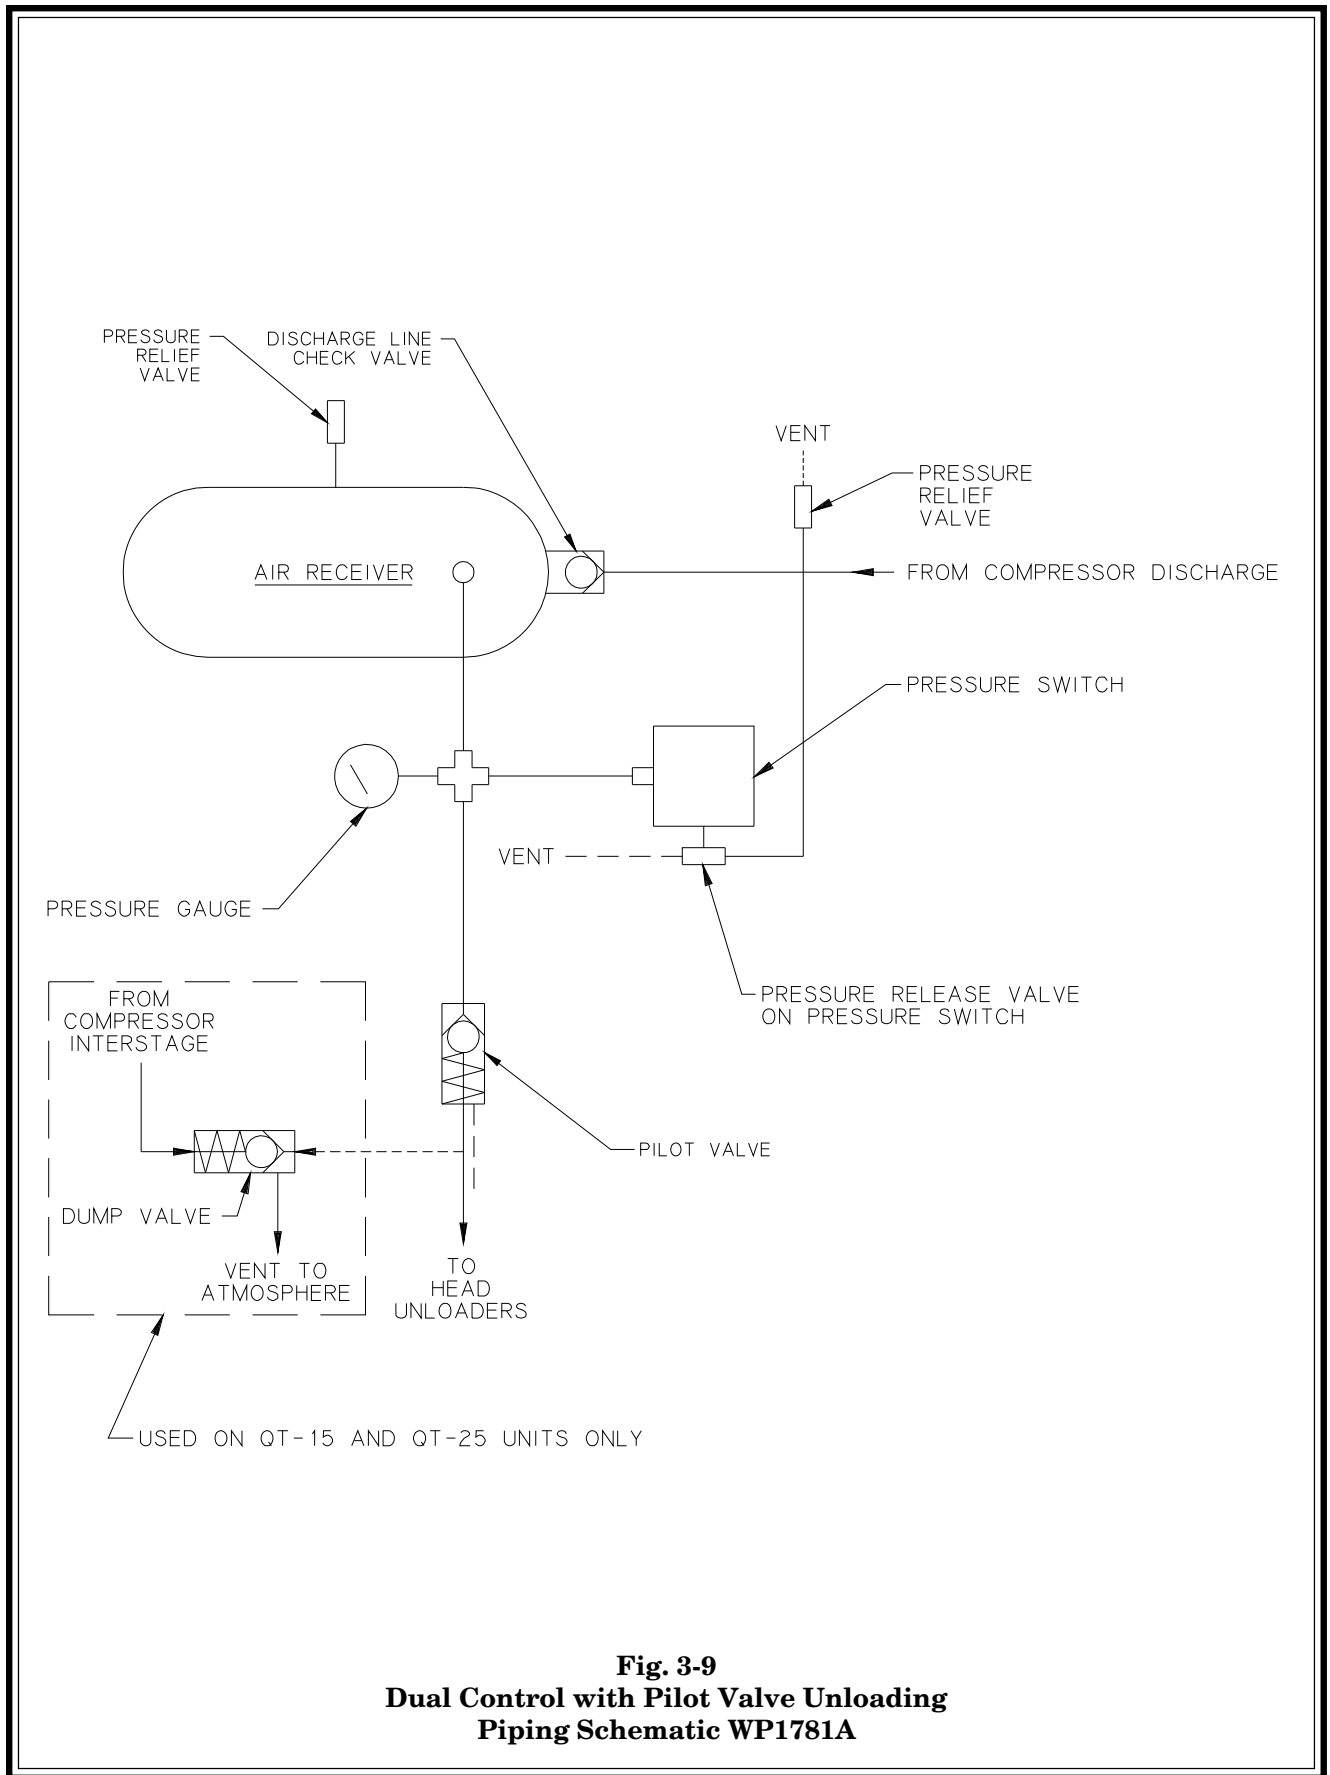 PRESSURE
RELIEF
VALVE
DISCHARGE LINE
CHECK VALVE
VENT
PRESSURE
RELIEF
VALVE
AIR RECEIVER
FROM COMPRESSOR DISCHARGE
PRESSURE SWITCH
VENT
PRESSURE GAUGE
PRESSURE RELEASE VALVE
ON PRESSURE SWITCH
FROM
COMPRESSOR
INTERSTAGE
PILOT VALVE
DUMP VALVE
VENT TO
ATMOSPHERE
TO
HEAD
UNLOADERS
USED ON QT-15 AND QT-25 UNITS ONLY
Fig. 3-9
Dual Control with Pilot Valve Unloading
Piping Schematic WP1781A